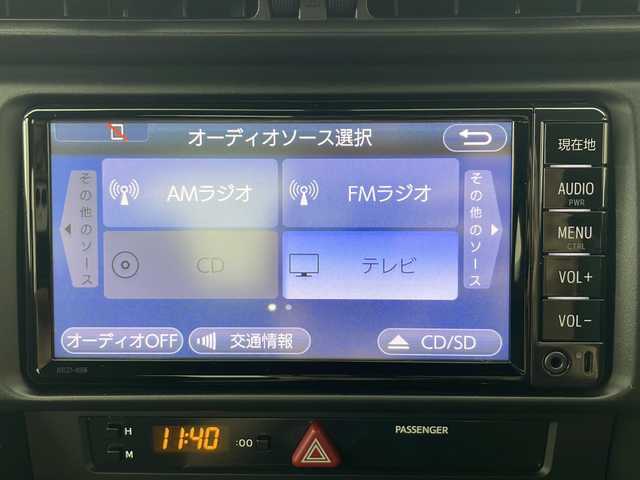 オーディオソース選択
現在地
その他のソース
AMラジオ
FMラジオ
その他のソース
AUDIO
PWR
MENU
CTRL
CD
テレビ
VOL+
VOL-
オーディオOFF
交通情報
CD/SD
H
M
11:40
:00
PASSENGER